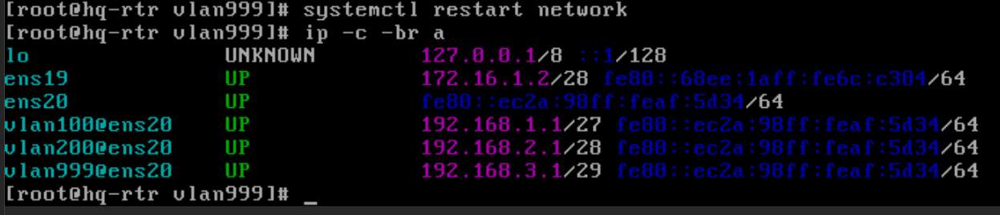 [root@hq-rtr vlan999]# systemctl restart network
[root@hq-rtr vlan999]# ip -c -br a
lo UNKNOWN 127.0.0.1/8 ::1/128
ens19 UP 172.16.1.2/28 fe80::68ee:1aff:fe6c:c304/64
ens20 UP fe80::ec2a:98ff:feaf:5d34/64
vlan100@ens20 UP 192.168.1.1/27 fe80::ec2a:98ff:feaf:5d34/64
vlan200@ens20 UP 192.168.2.1/28 fe80::ec2a:98ff:feaf:5d34/64
vlan999@ens20 UP 192.168.3.1/29 fe80::ec2a:98ff:feaf:5d34/64
[root@hq-rtr vlan999]# _